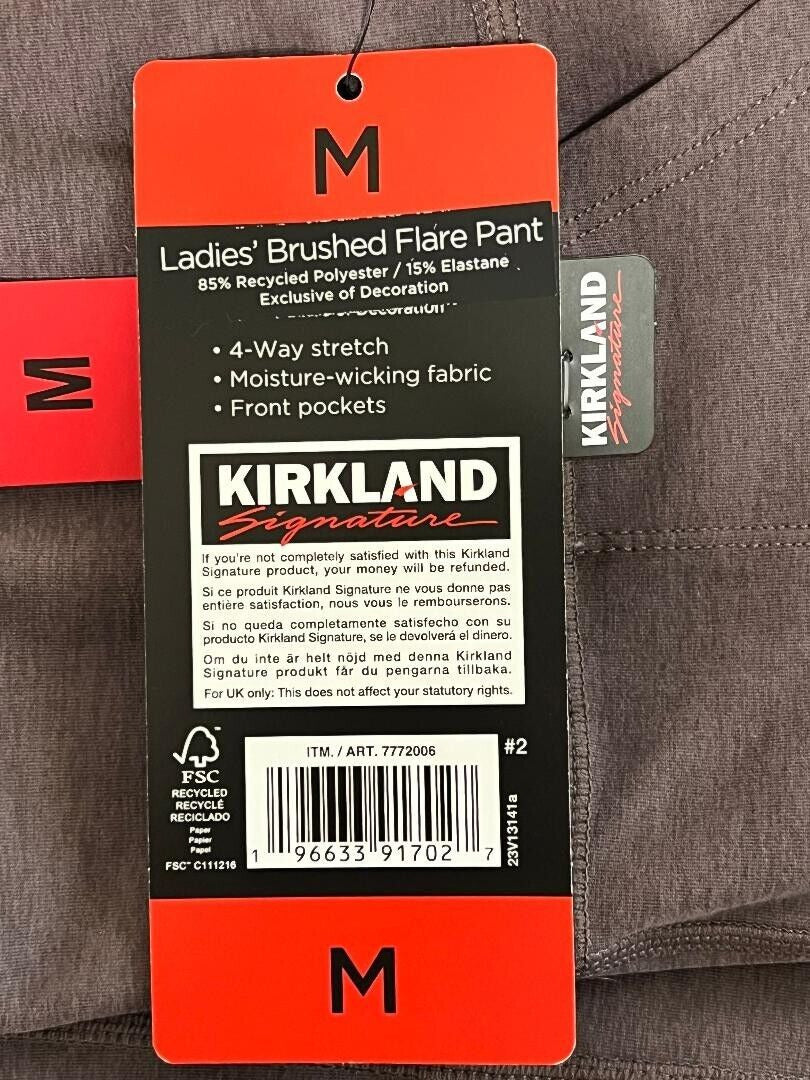 M
Ladies' Brushed Flare Pant
85% Recycled Polyester / 15% Elastane
Exclusive of Decoration
• 4-Way stretch
• Moisture-wicking fabric
• Front pockets
KIRKLAND
Signature
If you're not completely satisfied with this Kirkland
Signature product, your money will be refunded.
Si ce produit Kirkland Signature ne vous donne pas
entière satisfaction, nous vous le rembourserons.
Si no queda completamente satisfecho con su
producto Kirkland Signature, se le devolverá el dinero.
Om du inte är helt nöjd med denna Kirkland
Signature produkt får du pengarna tillbaka.
For UK only: This does not affect your statutory rights.
FSC
RECYCLED
RECYCLÉ
RECICLADO
Paper
Papier
Papel
FSC™ C111216
ITM. / ART. 7772006
1 96633 91702 7
#2
23V13141a
M
M
KIRKLAND
Signature